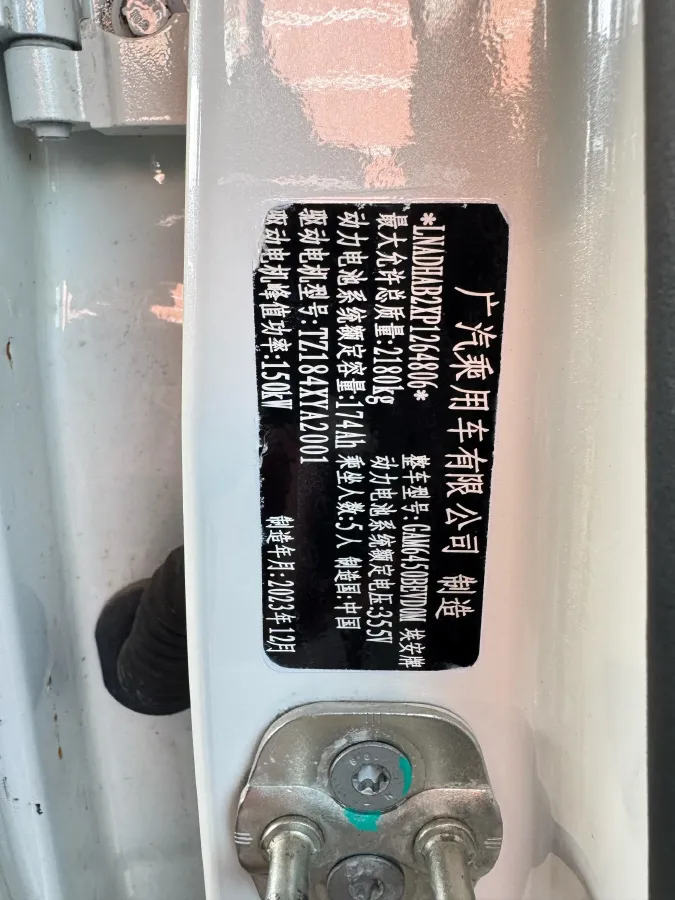 广汽乘用车有限公司 制造
*LNADHAB2XP1264806* 整车型号:GAM6450BEVD0N 埃安牌
最大允许总质量:2180kg 动力电池系统额定电压:355V
动力电池系统额定容量:174Ah 乘坐人数:5人 制造国:中国
驱动电机型号:TZ184XYA2001
驱动电机峰值功率:150kW 制造年月:2023年12月